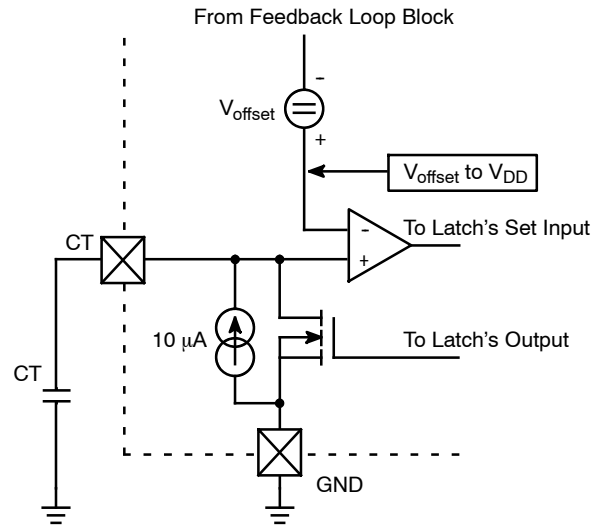 From Feedback Loop Block
-
Voffset
+
Voffset to VDD
CT
-
To Latch's Set Input
+
10 μA
To Latch's Output
CT
GND